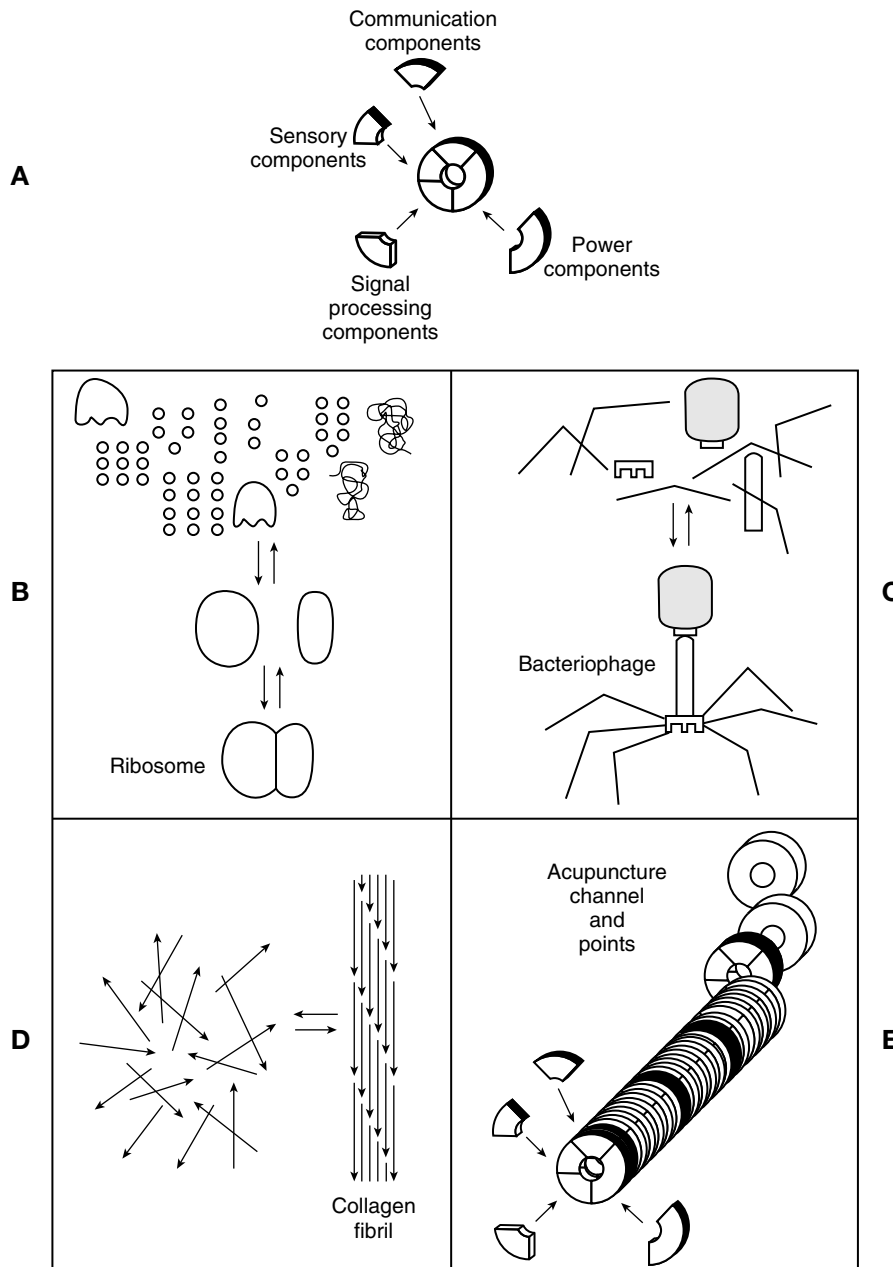 Communication
components
Sensory
components
A
Power
components
Signal
processing
components
B
C
Bacteriophage
Ribosome
Acupuncture
channel
and
points
D
E
Collagen
fibril